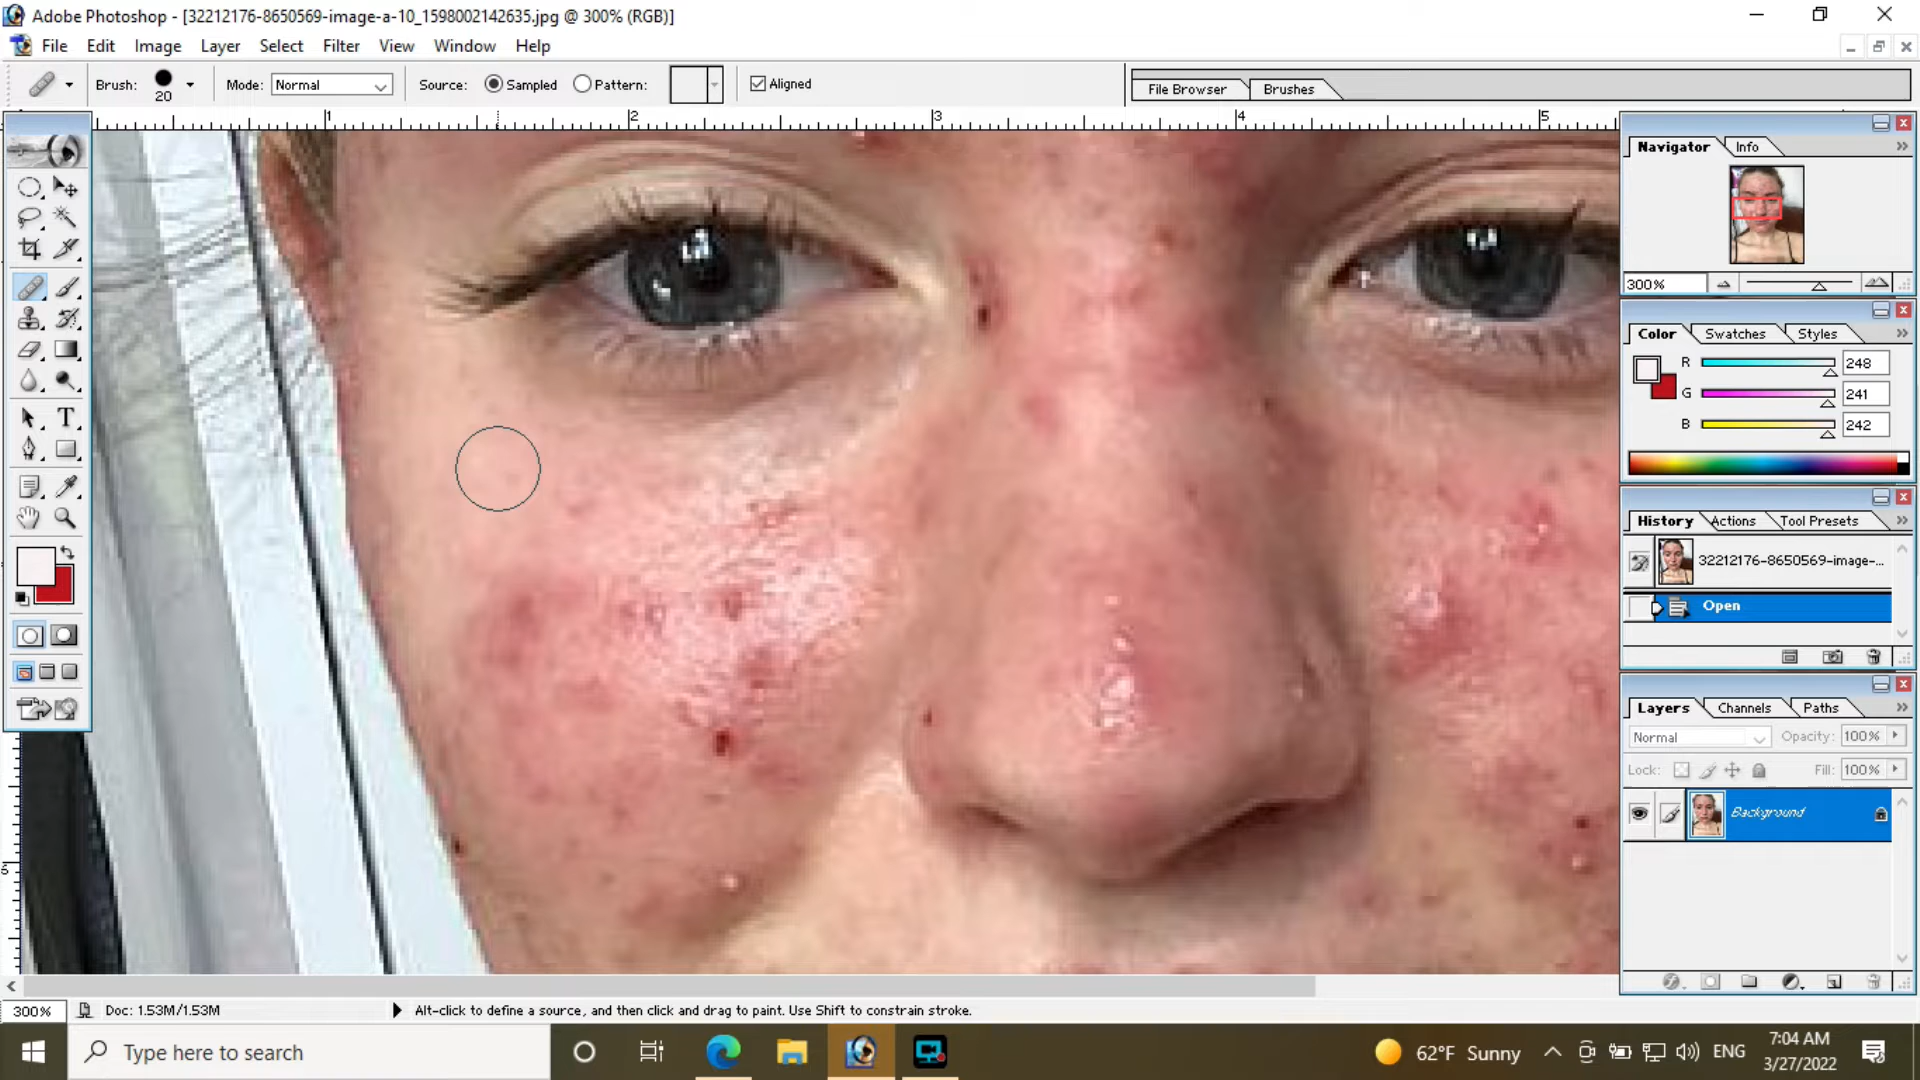 Adobe Photoshop - [32212176-8650569-image-a-10_1598002142635.jpg @ 300% (RGB)]
File Edit Image Layer Select Filter View Window Help
Brush: 20 Mode: Normal Source: Sampled Pattern: Aligned File Browser Brushes
1 2 3 4 5
Navigator Info
300%
Color Swatches Styles
R 248
G 241
B 242
T
History Actions Tool Presets
32212176-8650569-image-...
Open
Layers Channels Paths
Normal Opacity: 100%
Lock: Fill: 100%
Background
6
300% Doc: 1.53M/1.53M Alt-click to define a source, and then click and drag to paint. Use Shift to constrain stroke.
Type here to search 62°F Sunny ENG 7:04 AM
3/27/2022